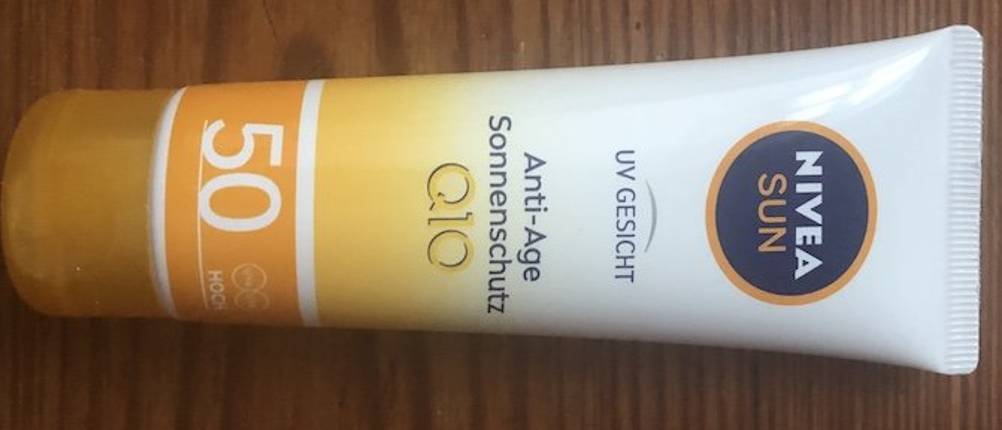 NIVEA
SUN
UV GESICHT
Anti-Age
Sonnenschutz
Q10
50
HOCH